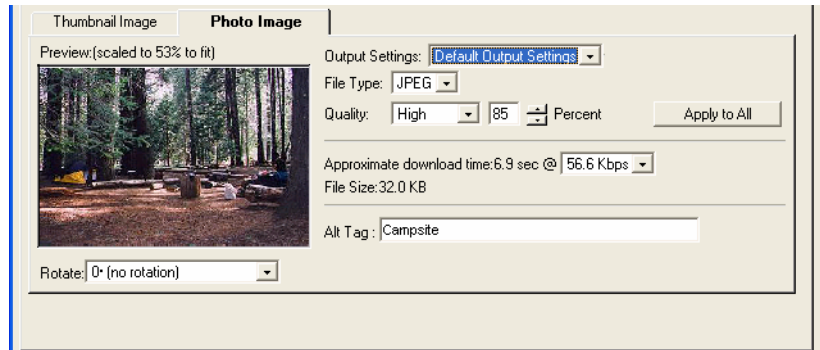 Thumbnail Image
Photo Image
Preview:(scaled to 53% to fit)
Output Settings: Default Output Settings
File Type: JPEG
Quality: High 85 Percent Apply to All
Approximate download time:6.9 sec @ 56.6 Kbps
File Size:32.0 KB
Alt Tag : Campsite
Rotate: 0• (no rotation)